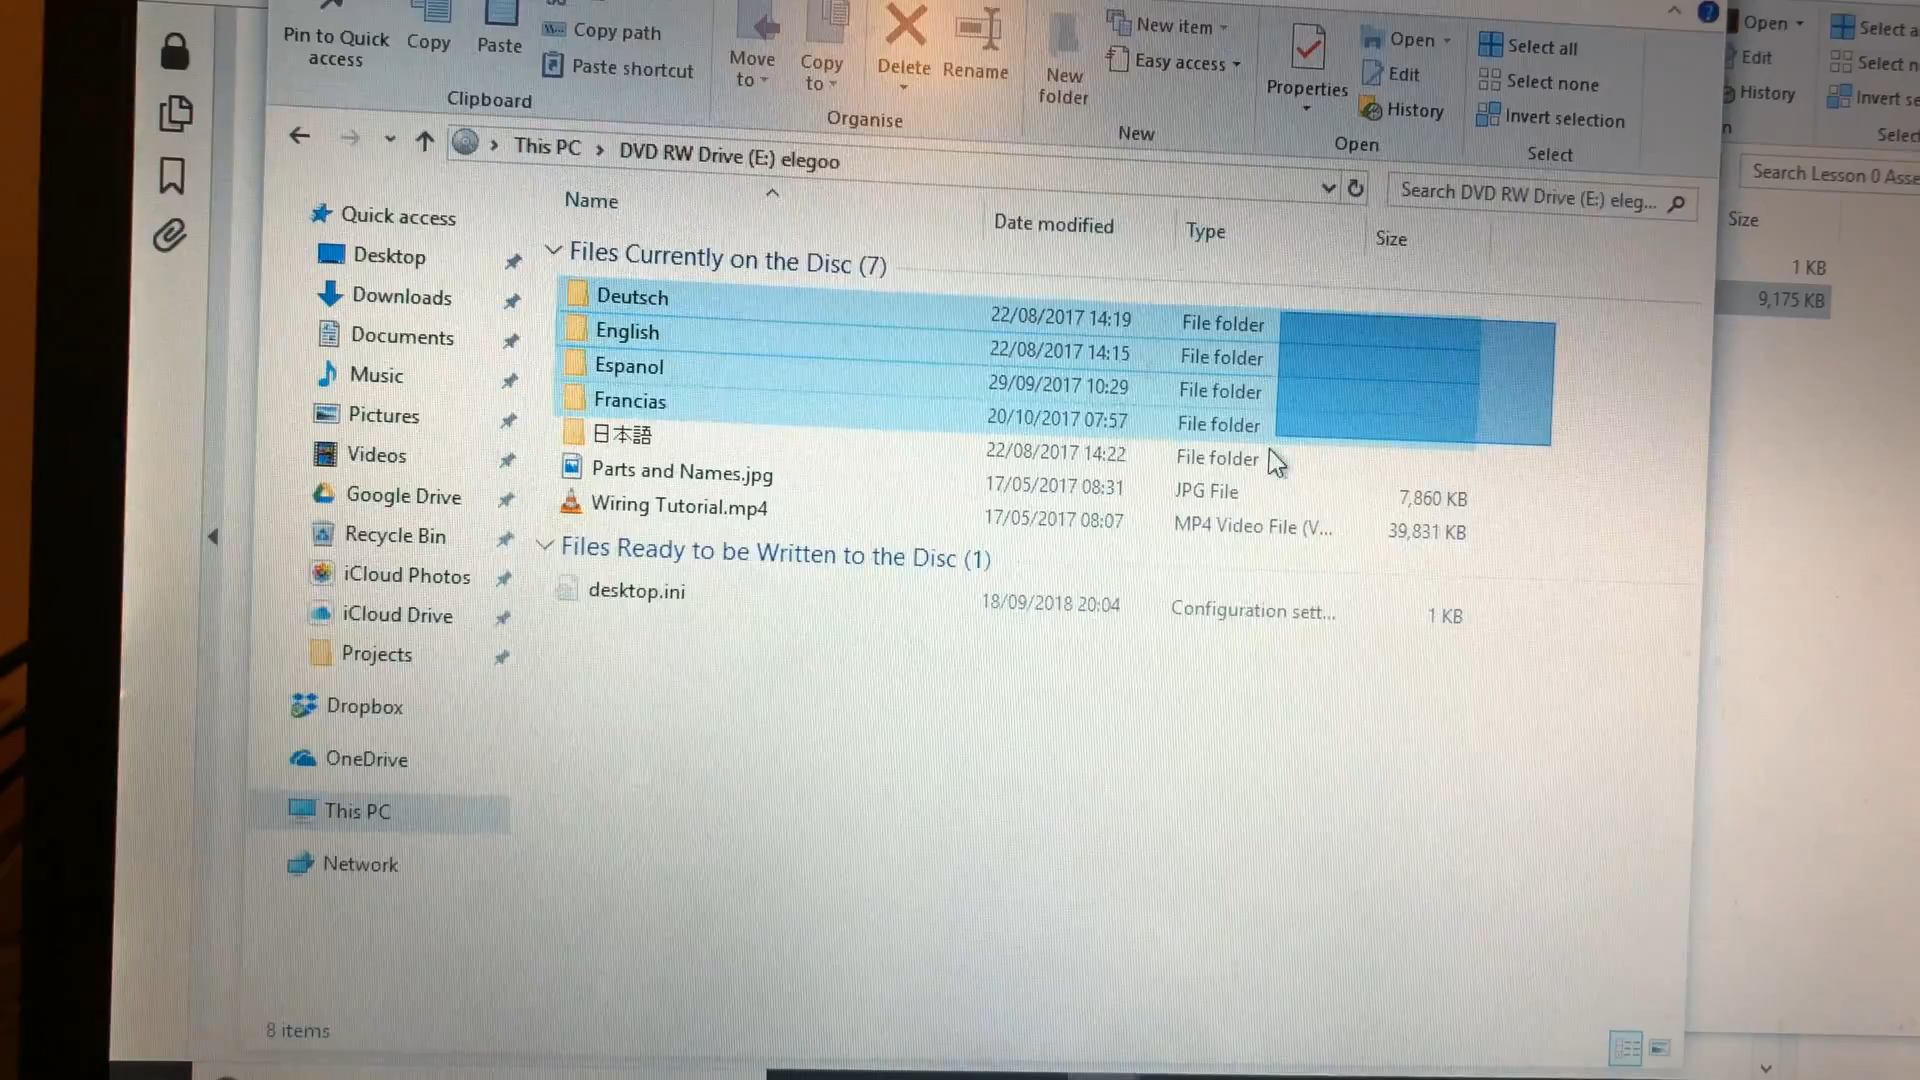 Pin to Quick access
Copy
Paste
Copy path
Paste shortcut
Clipboard
Move to
Copy to
Delete
Rename
Organise
New folder
New item
Easy access
New
Properties
Open
Edit
History
Open
Select all
Select none
Invert selection
Select
Open
Edit
History
Select a
Select n
Invert se
Selec
This PC > DVD RW Drive (E:) elegoo
Search DVD RW Drive (E:) eleg...
Search Lesson 0 Asse
Name
Date modified
Type
Size
Size
1 KB
9,175 KB
Quick access
Desktop
Downloads
Documents
Music
Pictures
Videos
Google Drive
Recycle Bin
iCloud Photos
iCloud Drive
Projects
Dropbox
OneDrive
This PC
Network
Files Currently on the Disc (7)
Deutsch 22/08/2017 14:19 File folder
English 22/08/2017 14:15 File folder
Espanol 29/09/2017 10:29 File folder
Francias 20/10/2017 07:57 File folder
日本語 22/08/2017 14:22 File folder
Parts and Names.jpg 17/05/2017 08:31 JPG File 7,860 KB
Wiring Tutorial.mp4 17/05/2017 08:07 MP4 Video File (V... 39,831 KB
Files Ready to be Written to the Disc (1)
desktop.ini 18/09/2018 20:04 Configuration sett... 1 KB
8 items